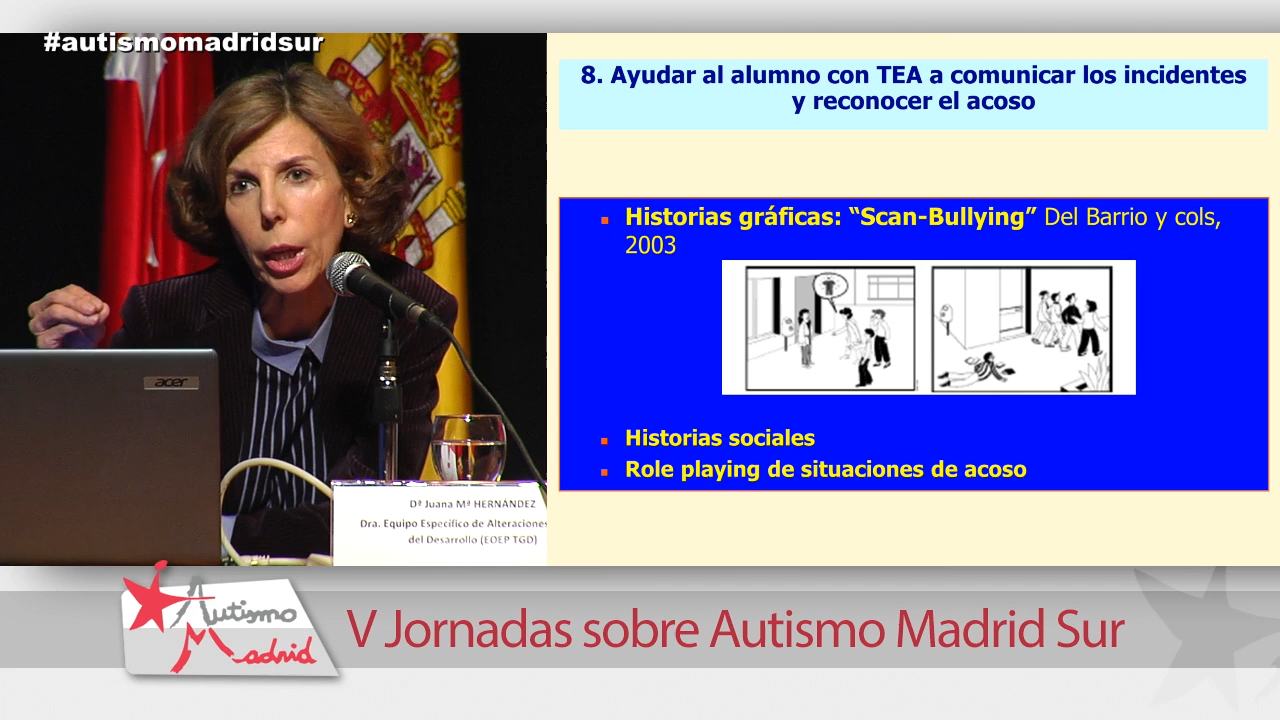 #autismomadridsur
8. Ayudar al alumno con TEA a comunicar los incidentes
y reconocer el acoso
Historias gráficas: “Scan-Bullying” Del Barrio y cols,
2003
Historias sociales
Role playing de situaciones de acoso
acer
Dª Juana Mª HERNÁNDEZ
Dra. Equipo Específico de Alteraciones
del Desarrollo (EOEP TGD)
Autismo
Madrid
V Jornadas sobre Autismo Madrid Sur